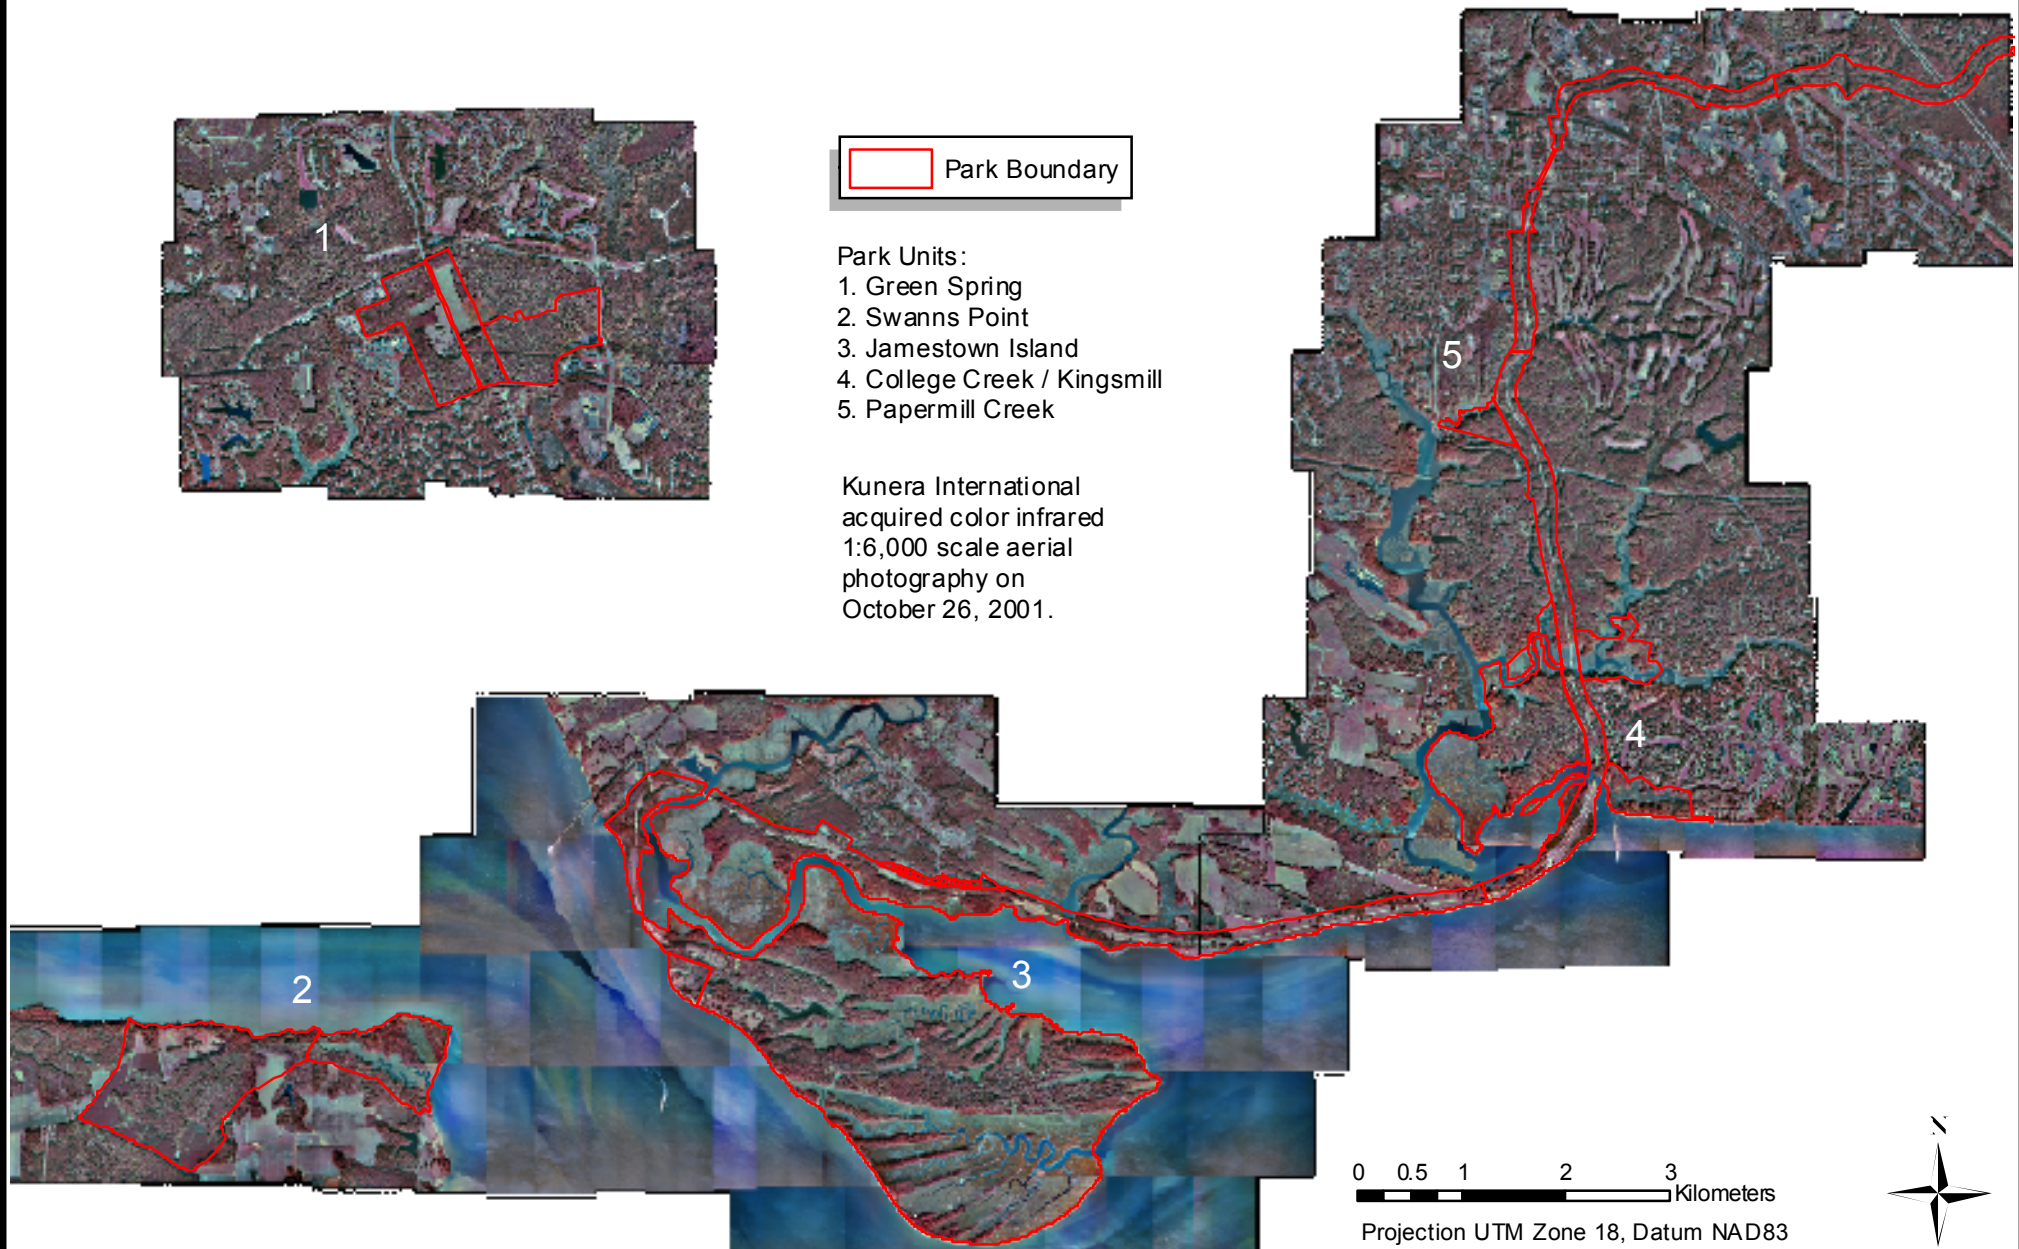 Park Boundary
Park Units:
1. Green Spring
2. Swanns Point
3. Jamestown Island
4. College Creek / Kingsmill
5. Papermill Creek
Kunera International
acquired color infrared
1:6,000 scale aerial
photography on
October 26, 2001.
1
5
4
2
3
N
0 0.5 1 2 3
Kilometers
Projection UTM Zone 18, Datum NAD83